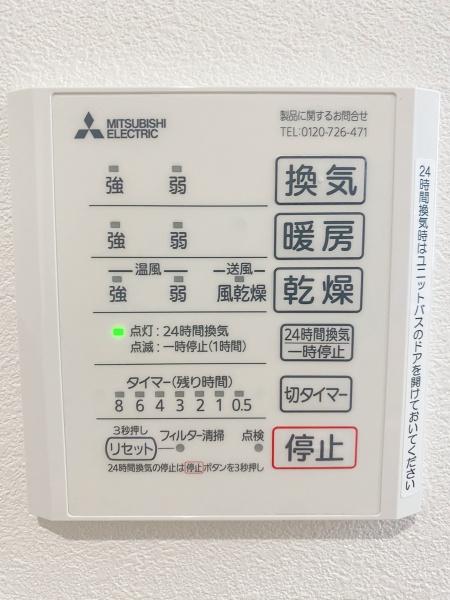 MITSUBISHI
ELECTRIC
製品に関するお問合せ
TEL:0120-726-471
強 弱 換気
強 弱 暖房
温風 送風
強 弱 風乾燥 乾燥
点灯:24時間換気
点滅:一時停止(1時間)
24時間換気
一時停止
タイマー(残り時間)
8 6 4 3 2 1 0.5
切タイマー
3秒押し
リセット フィルター清掃 点検
停止
24時間換気の停止は停止ボタンを3秒押し
24時間換気時はユニットバスのドアを開けておいてください